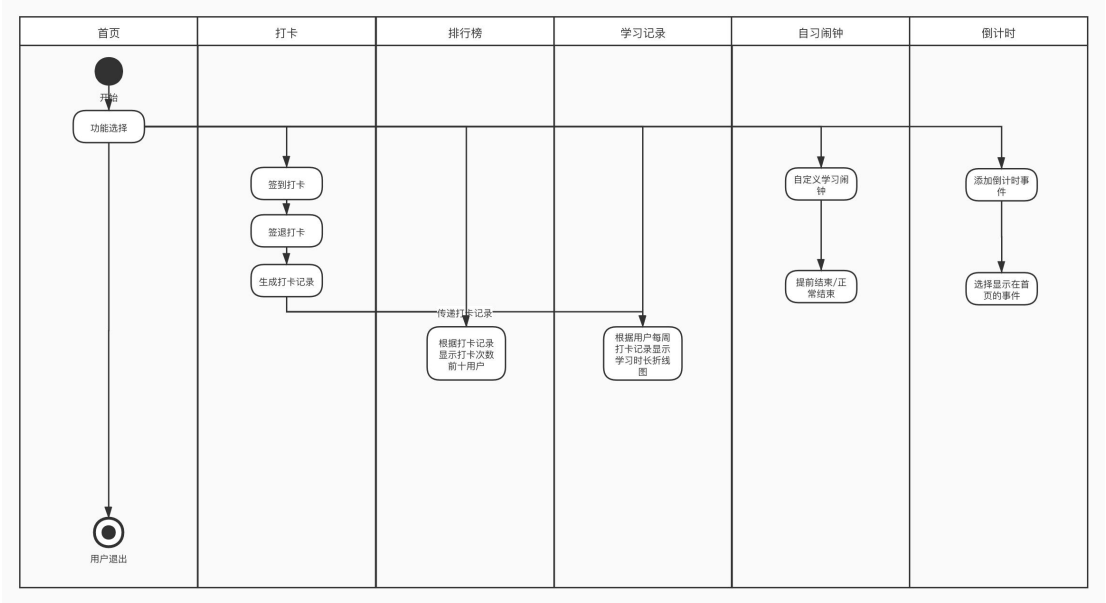 首页
打卡
排行榜
学习记录
自习闹钟
倒计时
开始
功能选择
签到打卡
签退打卡
生成打卡记录
传递打卡记录
根据打卡记录
显示打卡次数
前十用户
根据用户每周
打卡记录显示
学习时长折线
图
自定义学习闹
钟
提前结束/正
常结束
添加倒计时事
件
选择显示在首
页的事件
用户退出